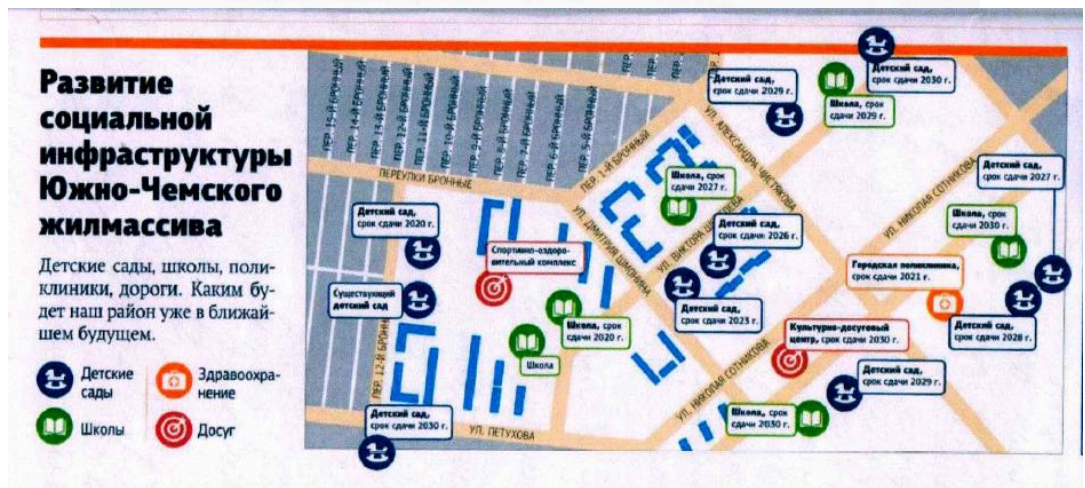 Развитие
социальной
инфраструктуры
Южно-Чемского
жилмассива
Детские сады, школы, поли-
клиники, дороги. Каким бу-
дет наш район уже в ближай-
шем будущем.
Детские
сады
Здравоохра-
нение
Школы
Досуг
ПЕР. 15-Й БРОННЫЙ
ПЕР. 14-Й БРОННЫЙ
ПЕР. 13-Й БРОННЫЙ
ПЕР. 12-Й БРОННЫЙ
ПЕР. 11-Й БРОННЫЙ
ПЕР. 10-Й БРОННЫЙ
ПЕР. 9-Й БРОННЫЙ
ПЕР. 8-Й БРОННЫЙ
ПЕР. 7-Й БРОННЫЙ
ПЕР. 6-Й БРОННЫЙ
ПЕР. 5-Й БРОННЫЙ
ПЕР.
ПЕР.
ПЕР.
ПЕРЕУЛКИ БРОННЫЕ
ПЕР. 1-Й БРОННЫЙ
УЛ. АЛЕКСАНДРА ЧИСТЯКОВА
Детский сад,
срок сдачи 2029 г.
Школа, срок
сдачи 2029 г.
Детский сад,
срок сдачи 2030 г.
УЛ. НИКОЛАЯ СОТНИКОВА
Детский сад,
срок сдачи 2027 г.
Школа, срок
сдачи 2027 г.
Детский сад,
срок сдачи 2020 г.
Спортивно-оздоро-
вительный комплекс
УЛ. ДМИТРИЯ ШМОНИНА
УЛ. ВИКТОРА
Детский сад,
срок сдачи 2026 г.
Школа, срок
сдачи 2030 г.
Городская поликлиника,
срок сдачи 2021 г.
Существующий
детский сад
Школа, срок
сдачи 2020 г.
Школа
Детский сад,
срок сдачи 2023 г.
Культурно-досуговый
центр, срок сдачи 2030 г.
Детский сад,
срок сдачи 2028 г.
ПЕР. 12-Й БРОННЫЙ
УЛ. НИКОЛАЯ СОТНИКОВА
Детский сад,
срок сдачи 2029 г.
Детский сад,
срок сдачи 2030 г.
УЛ. ПЕТУХОВА
Школа, срок
сдачи 2030 г.